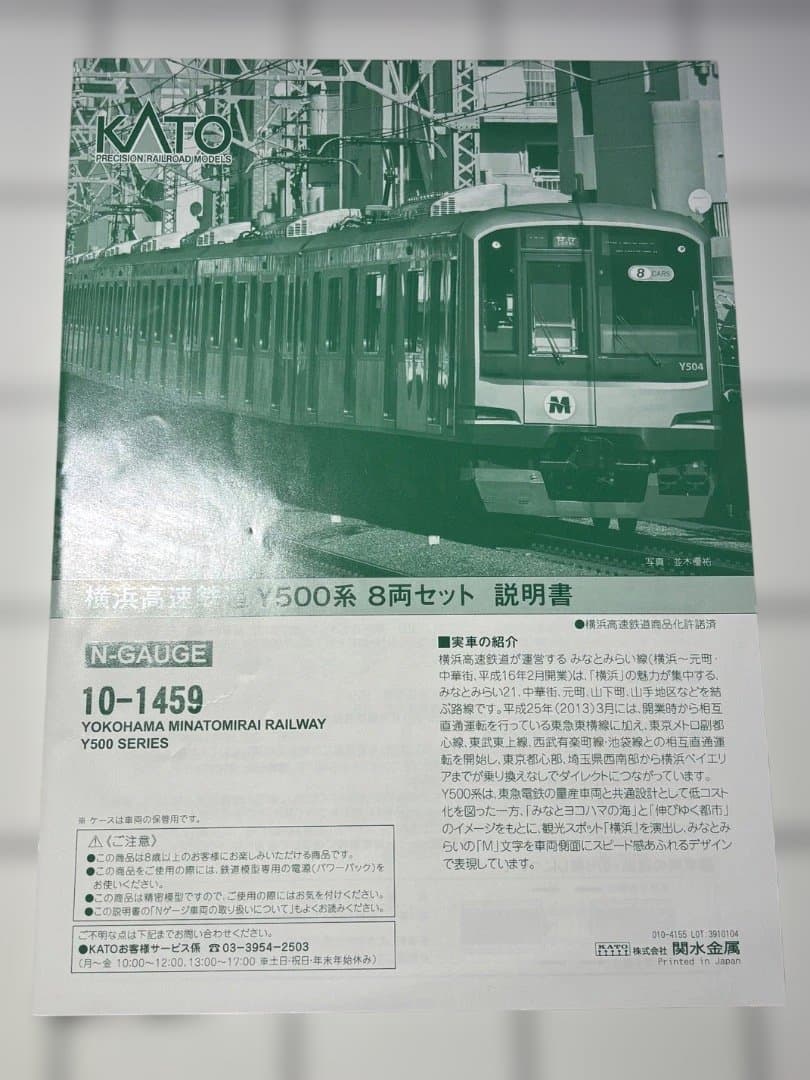 KATO
PRECISION RAILROAD MODELS
8 CARS
Y504
M
写真 並木優祐
横浜高速鉄道 Y500系 8両セット 説明書
●横浜高速鉄道商品化許諾済
N-GAUGE
10-1459
YOKOHAMA MINATOMIRAI RAILWAY
Y500 SERIES
■実車の紹介
横浜高速鉄道が運営する みなとみらい線(横浜～元町・
中華街、平成16年2月開業)は、「横浜」の魅力が集中する、
みなとみらい21、中華街、元町、山下町、山手地区などを結
ぶ路線です。平成25年(2013)3月には、開業時から相互
直通運転を行っている東急東横線に加え、東京メトロ副都
心線、東武東上線、西武有楽町線・池袋線との相互直通運
転を開始し、東京都心部、埼玉県西南部から横浜ベイエリ
アまでが乗り換えなしでダイレクトにつながっています。
Y500系は、東急電鉄の量産車両と共通設計として低コスト
化を図った一方、「みなとヨコハマの海」と「伸びゆく都市」
のイメージをもとに、観光スポット「横浜」を演出し、みなとみ
らいの「M」文字を車両側面にスピード感あふれるデザイン
で表現しています。
※ ケースは車両の保管用です。
⚠《ご注意》
●この商品は8歳以上のお客様にお楽しみいただける商品です。
●この商品をご使用の際には、鉄道模型専用の電源(パワーパック)を
お使いください。
●この商品は精密模型ですので、ご使用の際にはお気を付けください。
●この説明書の「Nゲージ車両の取り扱いについて」もよくお読みください。
ご不明な点は下記までお問い合わせください。
●KATOお客様サービス係 ☎03-3954-2503
(月～金 10:00～12:00、13:00～17:00 ※土日・祝日・年末年始休み)
010-4155 LOT:3910104
KATO 株式会社 関水金属
Printed in Japan